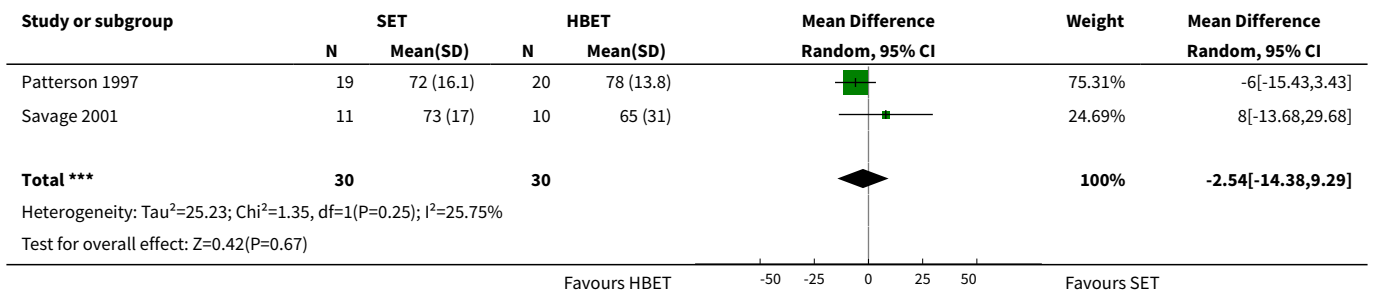 Study or subgroup SET HBET Mean Difference Weight Mean Difference
N Mean(SD) N Mean(SD) Random, 95% CI Random, 95% CI
Patterson 1997 19 72 (16.1) 20 78 (13.8) 75.31% -6[-15.43,3.43]
Savage 2001 11 73 (17) 10 65 (31) 24.69% 8[-13.68,29.68]
Total *** 30 30 100% -2.54[-14.38,9.29]
Heterogeneity: Tau²=25.23; Chi²=1.35, df=1(P=0.25); I²=25.75%
Test for overall effect: Z=0.42(P=0.67)
Favours HBET -50 -25 0 25 50 Favours SET